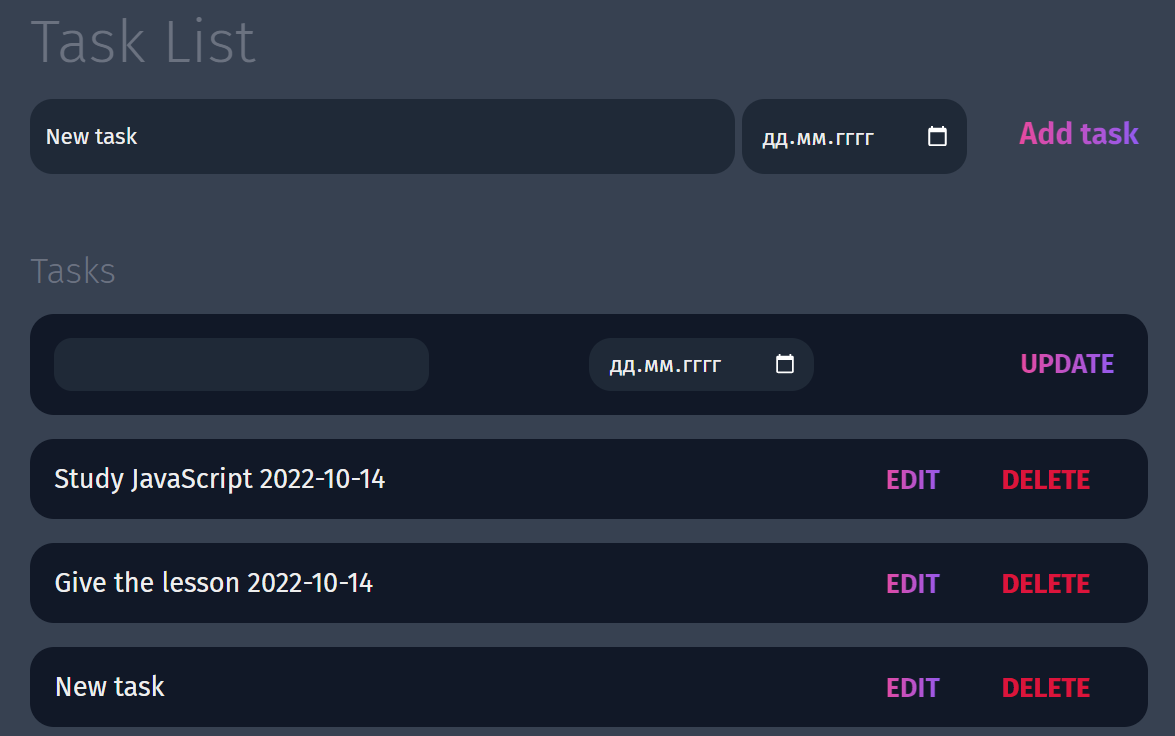 Task List
New task дд.мм.гггг Add task
Tasks
дд.мм.гггг UPDATE
Study JavaScript 2022-10-14 EDIT DELETE
Give the lesson 2022-10-14 EDIT DELETE
New task EDIT DELETE